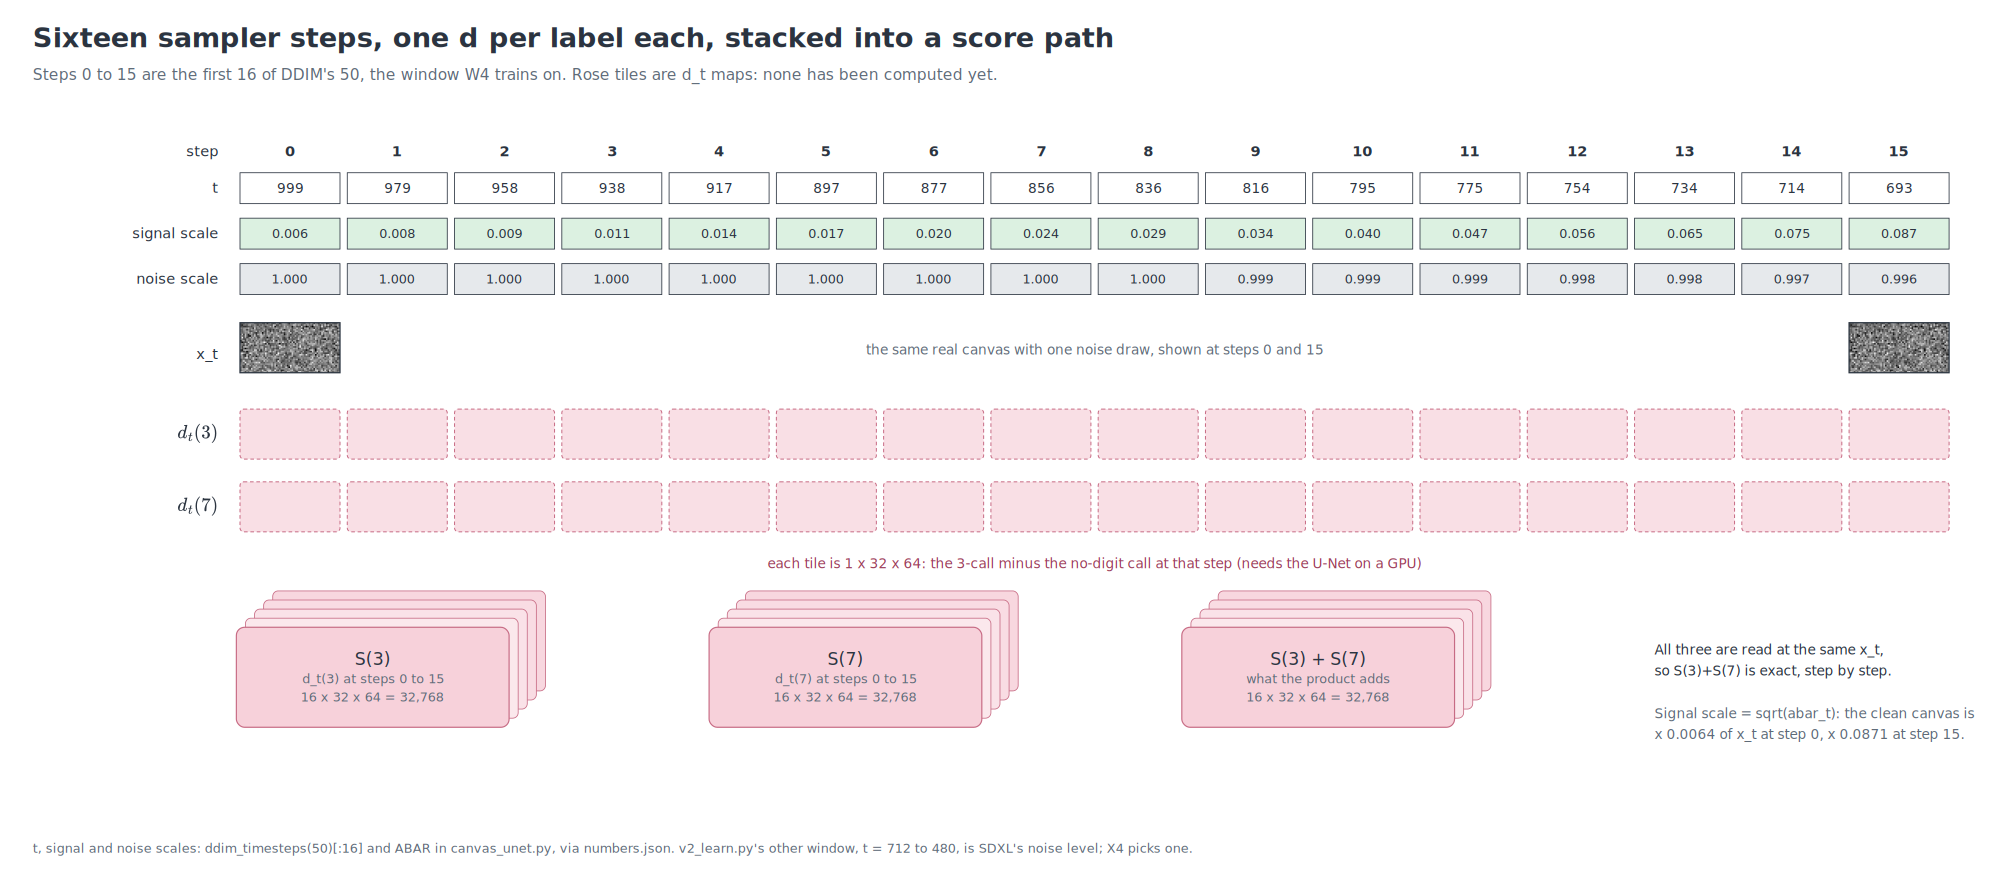 Sixteen sampler steps, one d per label each, stacked into a score path
Steps 0 to 15 are the first 16 of DDIM's 50, the window W4 trains on. Rose tiles are d_t maps: none has been computed yet.
step 0 1 2 3 4 5 6 7 8 9 10 11 12 13 14 15
t 999 979 958 938 917 897 877 856 836 816 795 775 754 734 714 693
signal scale 0.006 0.008 0.009 0.011 0.014 0.017 0.020 0.024 0.029 0.034 0.040 0.047 0.056 0.065 0.075 0.087
noise scale 1.000 1.000 1.000 1.000 1.000 1.000 1.000 1.000 1.000 0.999 0.999 0.999 0.998 0.998 0.997 0.996
x_t the same real canvas with one noise draw, shown at steps 0 and 15
d_t(3)
d_t(7)
each tile is 1 x 32 x 64: the 3-call minus the no-digit call at that step (needs the U-Net on a GPU)
S(3)
d_t(3) at steps 0 to 15
16 x 32 x 64 = 32,768
S(7)
d_t(7) at steps 0 to 15
16 x 32 x 64 = 32,768
S(3) + S(7)
what the product adds
16 x 32 x 64 = 32,768
All three are read at the same x_t,
so S(3)+S(7) is exact, step by step.
Signal scale = sqrt(abar_t): the clean canvas is
x 0.0064 of x_t at step 0, x 0.0871 at step 15.
t, signal and noise scales: ddim_timesteps(50)[:16] and ABAR in canvas_unet.py, via numbers.json. v2_learn.py's other window, t = 712 to 480, is SDXL's noise level; X4 picks one.